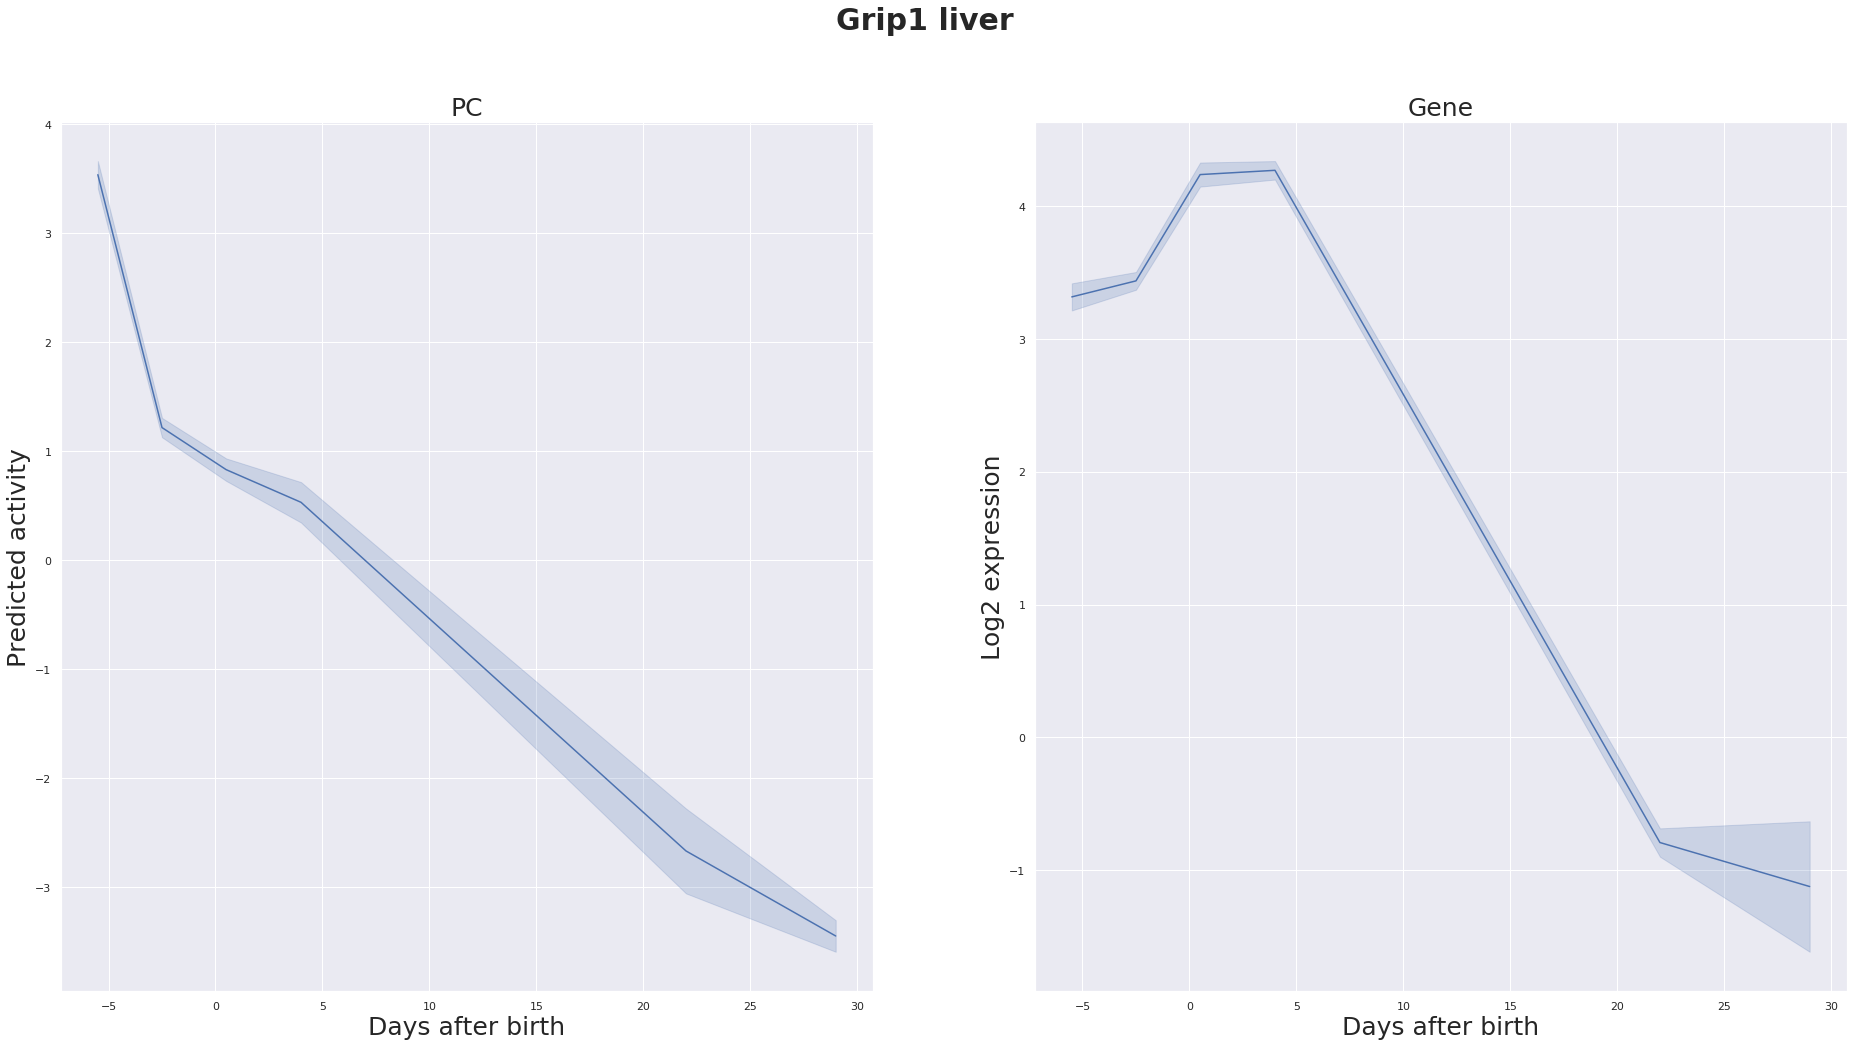 Grip1 liver
PC
Predicted activity
4
3
2
1
0
−1
−2
−3
−5 0 5 10 15 20 25 30
Days after birth
Gene
Log2 expression
4
3
2
1
0
−1
−5 0 5 10 15 20 25 30
Days after birth